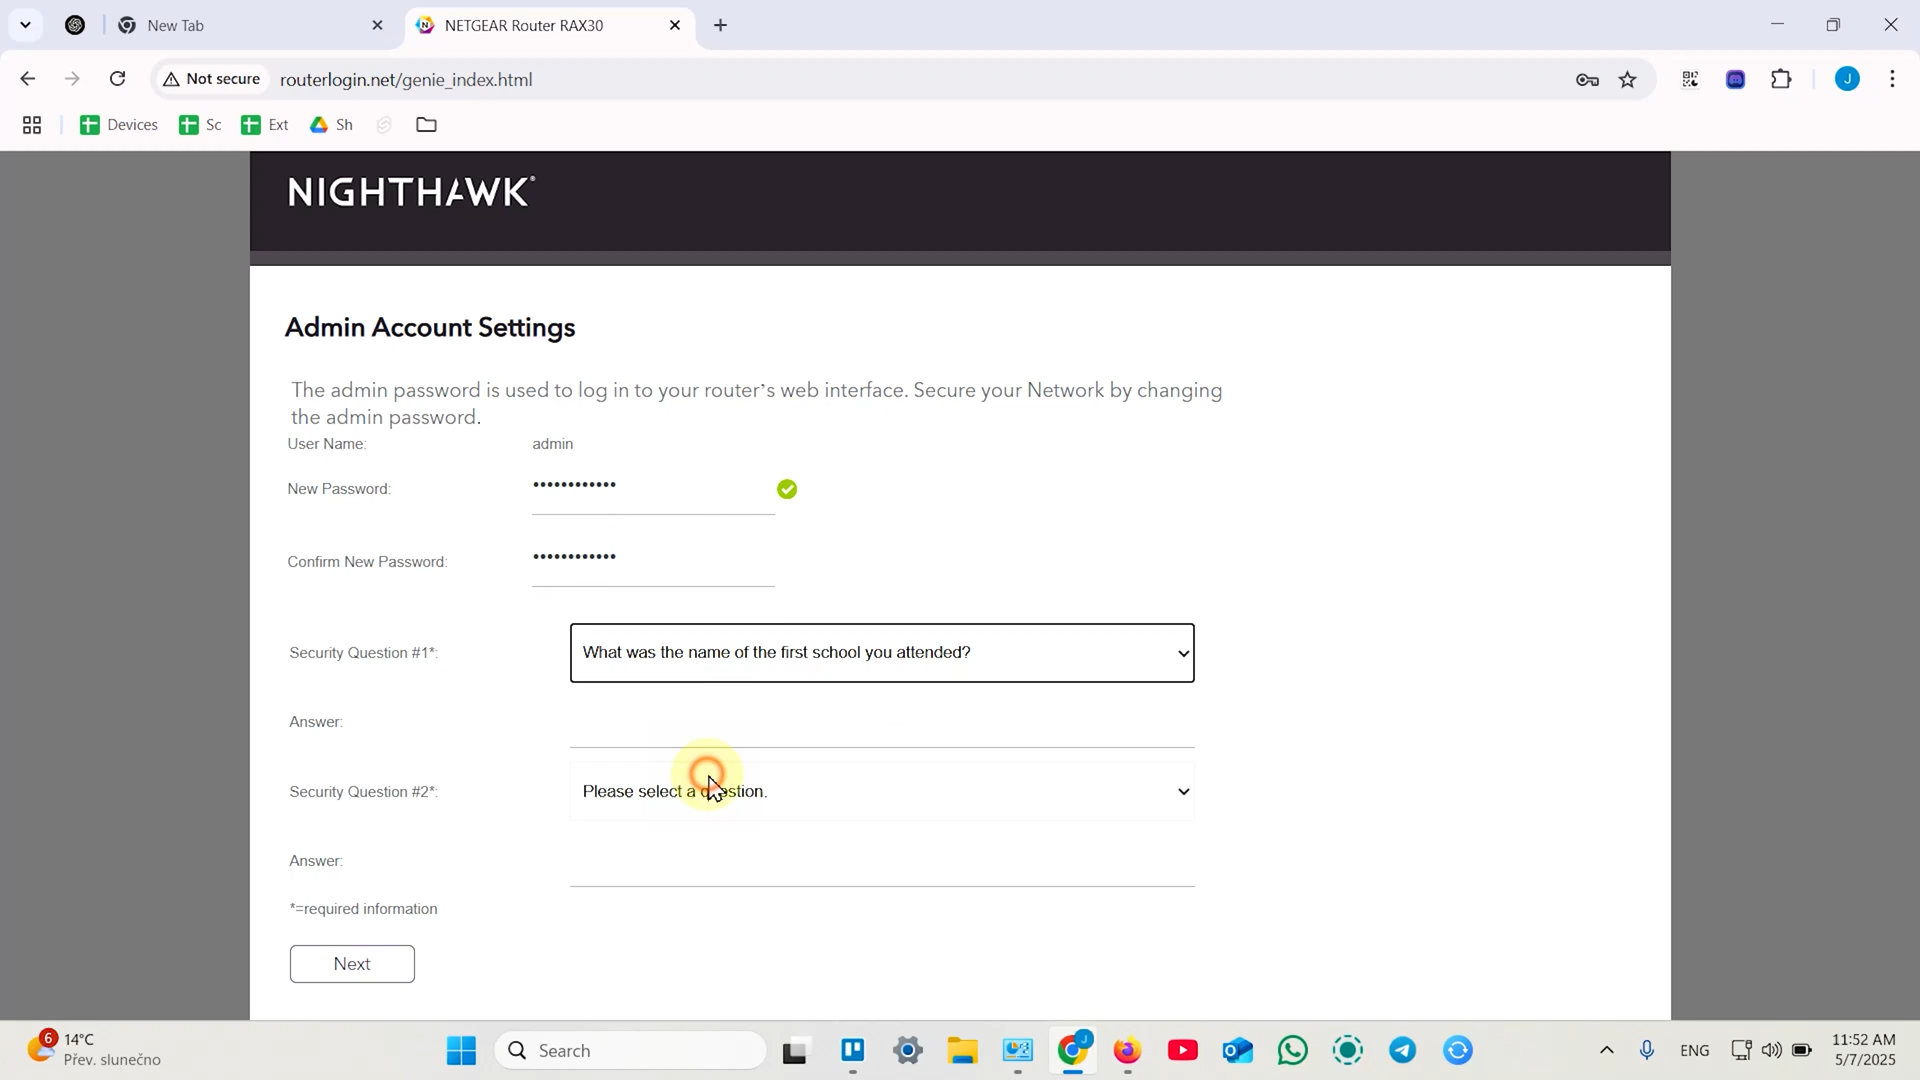 New Tab
NETGEAR Router RAX30
Not secure
routerlogin.net/genie_index.html
J
Devices
Sc
Ext
Sh
NIGHTHAWK®
Admin Account Settings
The admin password is used to log in to your router's web interface. Secure your Network by changing
the admin password.
User Name:
admin
New Password:
••••••••••••
Confirm New Password:
••••••••••••
Security Question #1*:
What was the name of the first school you attended?
Answer:
Security Question #2*:
Please select a question.
Answer:
*=required information
Next
6
14°C
Přev. slunečno
Search
J
ENG
11:52 AM
5/7/2025